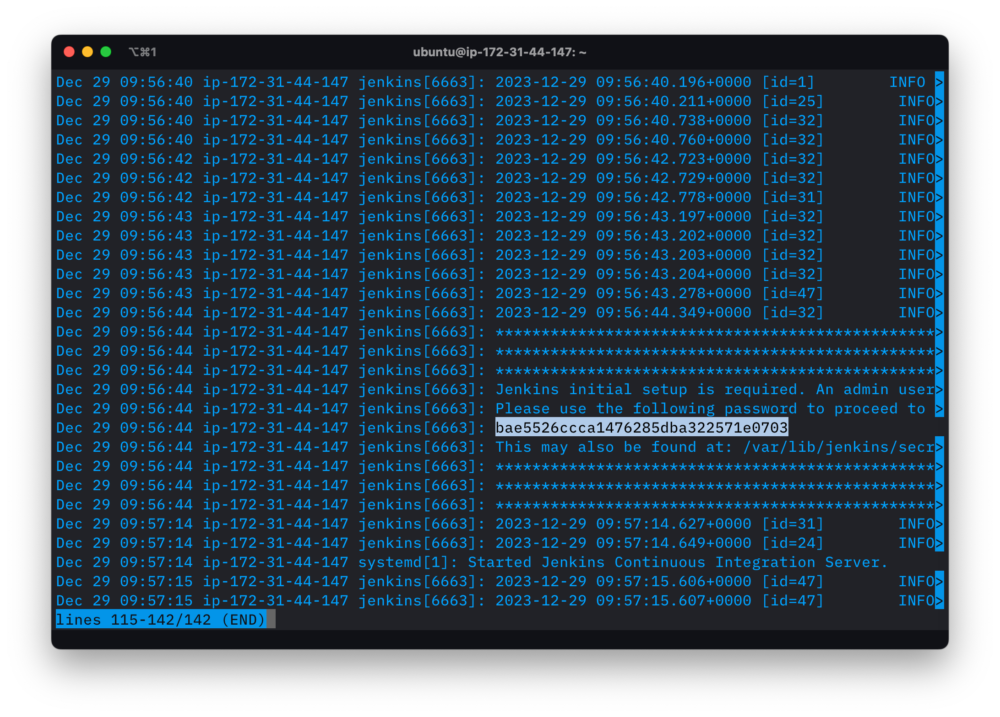 ⌥⌘1 ubuntu@ip-172-31-44-147: ~
Dec 29 09:56:40 ip-172-31-44-147 jenkins[6663]: 2023-12-29 09:56:40.196+0000 [id=1] INFO >
Dec 29 09:56:40 ip-172-31-44-147 jenkins[6663]: 2023-12-29 09:56:40.211+0000 [id=25] INFO>
Dec 29 09:56:40 ip-172-31-44-147 jenkins[6663]: 2023-12-29 09:56:40.738+0000 [id=32] INFO>
Dec 29 09:56:40 ip-172-31-44-147 jenkins[6663]: 2023-12-29 09:56:40.760+0000 [id=32] INFO>
Dec 29 09:56:42 ip-172-31-44-147 jenkins[6663]: 2023-12-29 09:56:42.723+0000 [id=32] INFO>
Dec 29 09:56:42 ip-172-31-44-147 jenkins[6663]: 2023-12-29 09:56:42.729+0000 [id=32] INFO>
Dec 29 09:56:42 ip-172-31-44-147 jenkins[6663]: 2023-12-29 09:56:42.778+0000 [id=31] INFO>
Dec 29 09:56:43 ip-172-31-44-147 jenkins[6663]: 2023-12-29 09:56:43.197+0000 [id=32] INFO>
Dec 29 09:56:43 ip-172-31-44-147 jenkins[6663]: 2023-12-29 09:56:43.202+0000 [id=32] INFO>
Dec 29 09:56:43 ip-172-31-44-147 jenkins[6663]: 2023-12-29 09:56:43.203+0000 [id=32] INFO>
Dec 29 09:56:43 ip-172-31-44-147 jenkins[6663]: 2023-12-29 09:56:43.204+0000 [id=32] INFO>
Dec 29 09:56:43 ip-172-31-44-147 jenkins[6663]: 2023-12-29 09:56:43.278+0000 [id=47] INFO>
Dec 29 09:56:44 ip-172-31-44-147 jenkins[6663]: 2023-12-29 09:56:44.349+0000 [id=32] INFO>
Dec 29 09:56:44 ip-172-31-44-147 jenkins[6663]: ************************************************>
Dec 29 09:56:44 ip-172-31-44-147 jenkins[6663]: ************************************************>
Dec 29 09:56:44 ip-172-31-44-147 jenkins[6663]: ************************************************>
Dec 29 09:56:44 ip-172-31-44-147 jenkins[6663]: Jenkins initial setup is required. An admin user>
Dec 29 09:56:44 ip-172-31-44-147 jenkins[6663]: Please use the following password to proceed to >
Dec 29 09:56:44 ip-172-31-44-147 jenkins[6663]: bae5526ccca1476285dba322571e0703
Dec 29 09:56:44 ip-172-31-44-147 jenkins[6663]: This may also be found at: /var/lib/jenkins/secr>
Dec 29 09:56:44 ip-172-31-44-147 jenkins[6663]: ************************************************>
Dec 29 09:56:44 ip-172-31-44-147 jenkins[6663]: ************************************************>
Dec 29 09:56:44 ip-172-31-44-147 jenkins[6663]: ************************************************>
Dec 29 09:57:14 ip-172-31-44-147 jenkins[6663]: 2023-12-29 09:57:14.627+0000 [id=31] INFO>
Dec 29 09:57:14 ip-172-31-44-147 jenkins[6663]: 2023-12-29 09:57:14.649+0000 [id=24] INFO>
Dec 29 09:57:14 ip-172-31-44-147 systemd[1]: Started Jenkins Continuous Integration Server.
Dec 29 09:57:15 ip-172-31-44-147 jenkins[6663]: 2023-12-29 09:57:15.606+0000 [id=47] INFO>
Dec 29 09:57:15 ip-172-31-44-147 jenkins[6663]: 2023-12-29 09:57:15.607+0000 [id=47] INFO>
lines 115-142/142 (END)